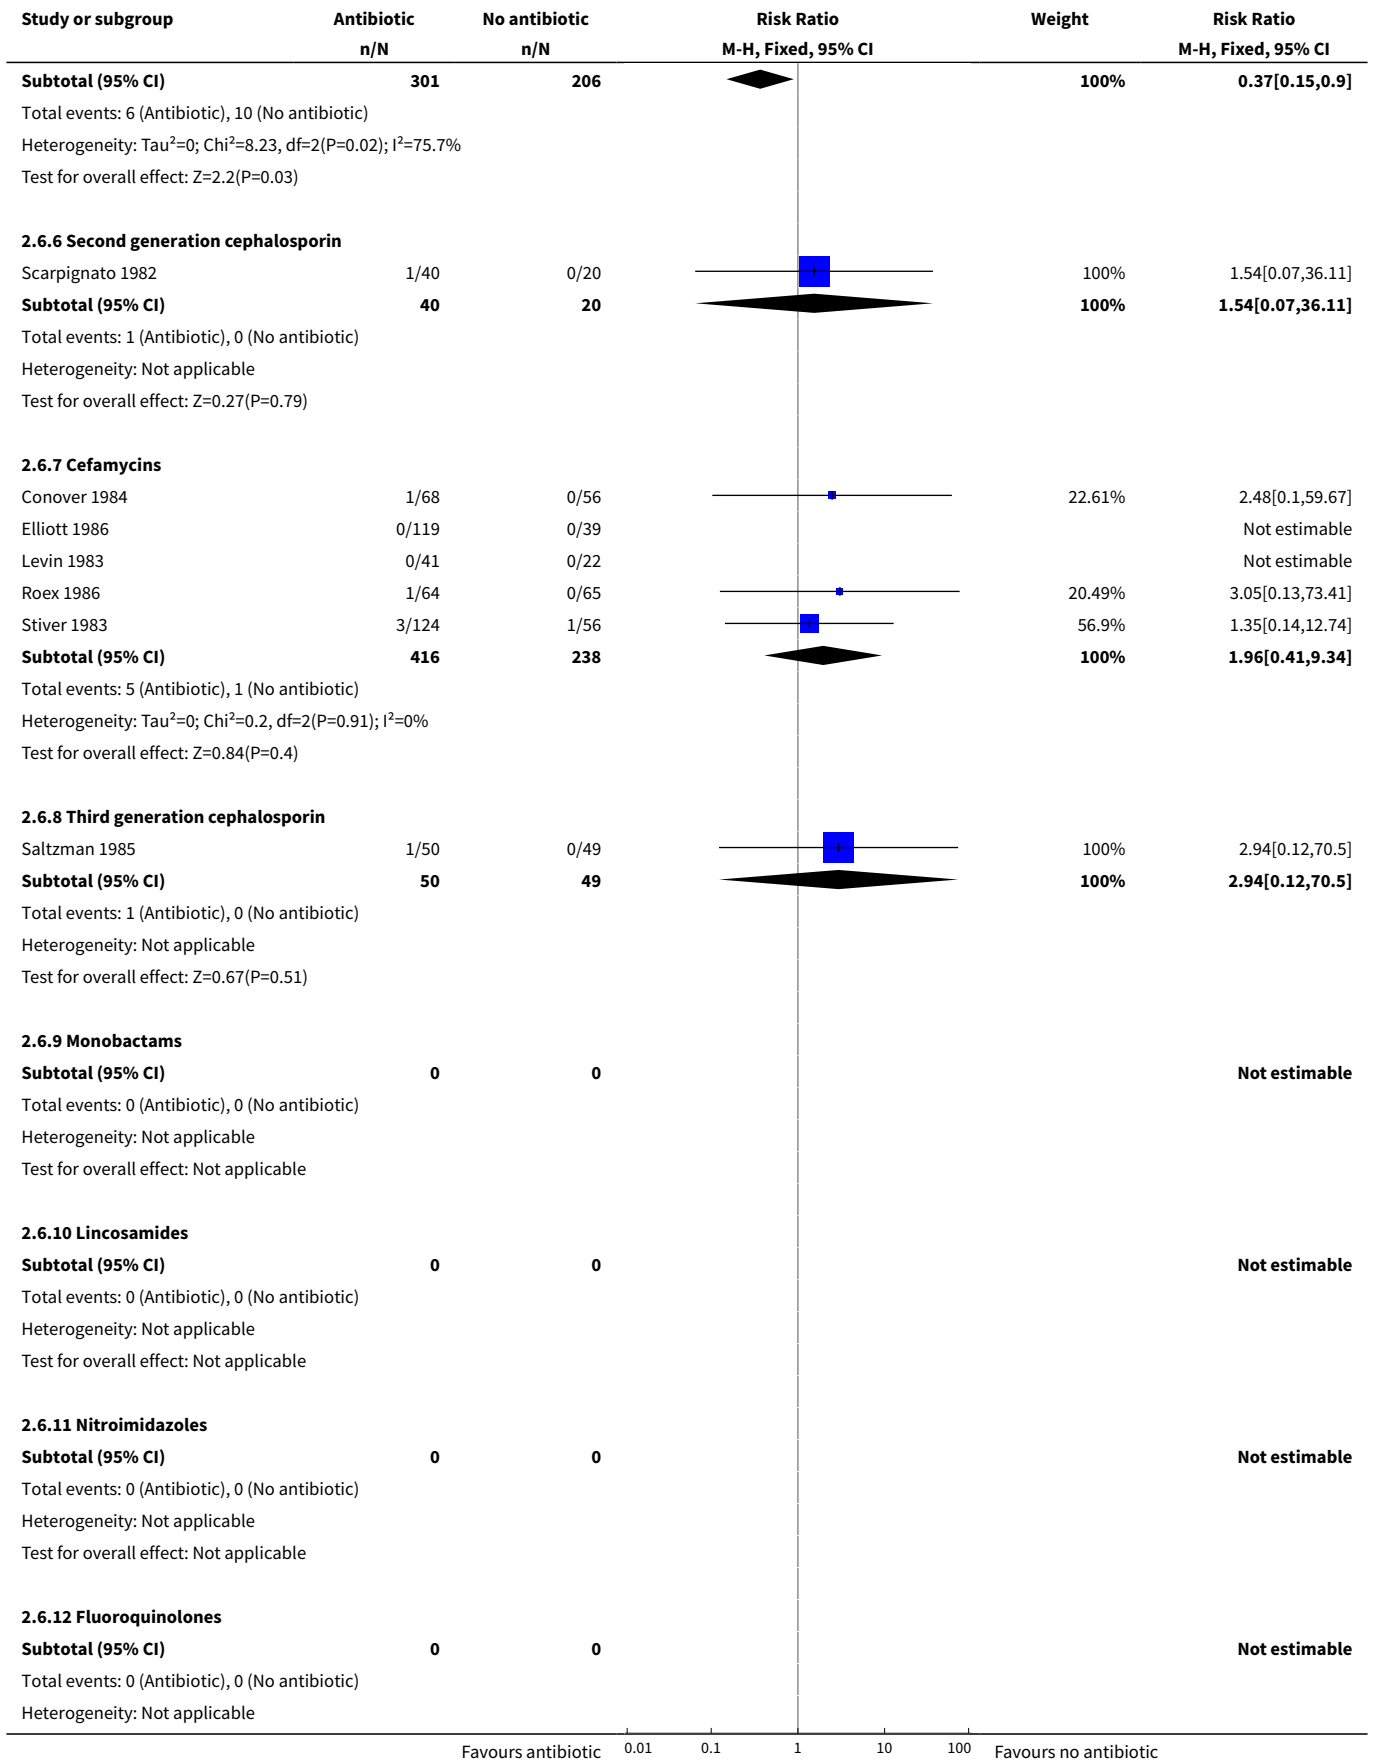 Study or subgroup Antibiotic No antibiotic Risk Ratio Weight Risk Ratio
n/N n/N M-H, Fixed, 95% CI M-H, Fixed, 95% CI
Subtotal (95% CI) 301 206 100% 0.37[0.15,0.9]
Total events: 6 (Antibiotic), 10 (No antibiotic)
Heterogeneity: Tau²=0; Chi²=8.23, df=2(P=0.02); I²=75.7%
Test for overall effect: Z=2.2(P=0.03)
2.6.6 Second generation cephalosporin
Scarpignato 1982 1/40 0/20 100% 1.54[0.07,36.11]
Subtotal (95% CI) 40 20 100% 1.54[0.07,36.11]
Total events: 1 (Antibiotic), 0 (No antibiotic)
Heterogeneity: Not applicable
Test for overall effect: Z=0.27(P=0.79)
2.6.7 Cefamycins
Conover 1984 1/68 0/56 22.61% 2.48[0.1,59.67]
Elliott 1986 0/119 0/39 Not estimable
Levin 1983 0/41 0/22 Not estimable
Roex 1986 1/64 0/65 20.49% 3.05[0.13,73.41]
Stiver 1983 3/124 1/56 56.9% 1.35[0.14,12.74]
Subtotal (95% CI) 416 238 100% 1.96[0.41,9.34]
Total events: 5 (Antibiotic), 1 (No antibiotic)
Heterogeneity: Tau²=0; Chi²=0.2, df=2(P=0.91); I²=0%
Test for overall effect: Z=0.84(P=0.4)
2.6.8 Third generation cephalosporin
Saltzman 1985 1/50 0/49 100% 2.94[0.12,70.5]
Subtotal (95% CI) 50 49 100% 2.94[0.12,70.5]
Total events: 1 (Antibiotic), 0 (No antibiotic)
Heterogeneity: Not applicable
Test for overall effect: Z=0.67(P=0.51)
2.6.9 Monobactams
Subtotal (95% CI) 0 0 Not estimable
Total events: 0 (Antibiotic), 0 (No antibiotic)
Heterogeneity: Not applicable
Test for overall effect: Not applicable
2.6.10 Lincosamides
Subtotal (95% CI) 0 0 Not estimable
Total events: 0 (Antibiotic), 0 (No antibiotic)
Heterogeneity: Not applicable
Test for overall effect: Not applicable
2.6.11 Nitroimidazoles
Subtotal (95% CI) 0 0 Not estimable
Total events: 0 (Antibiotic), 0 (No antibiotic)
Heterogeneity: Not applicable
Test for overall effect: Not applicable
2.6.12 Fluoroquinolones
Subtotal (95% CI) 0 0 Not estimable
Total events: 0 (Antibiotic), 0 (No antibiotic)
Heterogeneity: Not applicable
Favours antibiotic 0.01 0.1 1 10 100 Favours no antibiotic